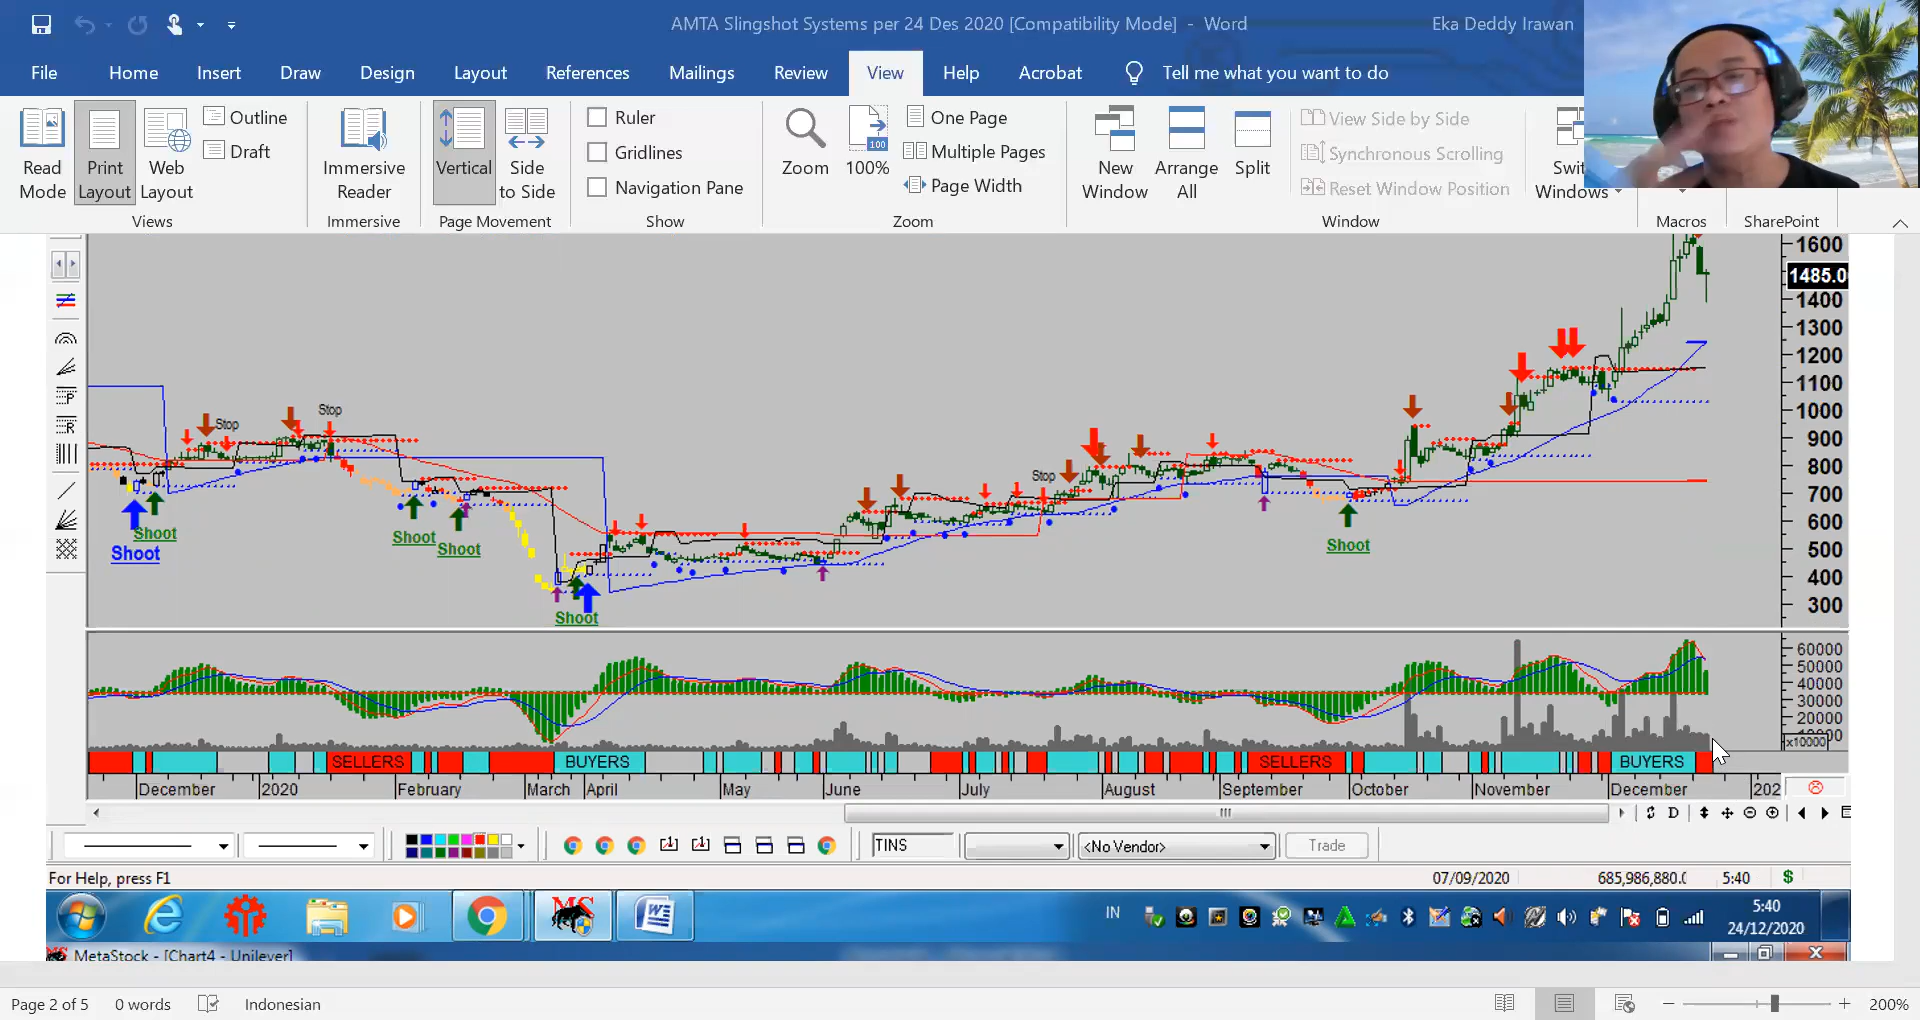 AMTA Slingshot Systems per 24 Des 2020 [Compatibility Mode] - Word
Eka Deddy Irawan
File Home Insert Draw Design Layout References Mailings Review View Help Acrobat Tell me what you want to do
Read Mode
Print Layout
Web Layout
Outline
Draft
Views
Immersive Reader
Immersive
Vertical
Side to Side
Page Movement
Ruler
Gridlines
Navigation Pane
Show
Zoom
100
100%
One Page
Multiple Pages
Page Width
Zoom
New Window
Arrange All
Split
View Side by Side
Synchronous Scrolling
Reset Window Position
Window
Windows
Macros
SharePoint
1600
1485.0
1400
1300
1200
1100
1000
900
800
700
600
500
400
300
Stop
Stop
Stop
Shoot
Shoot
Shoot
Shoot
Shoot
Shoot
60000
50000
40000
30000
20000
x10000
SELLERS BUYERS SELLERS BUYERS
December 2020 February March April May June July August September October November December 202
D
TINS <No Vendor> Trade
For Help, press F1 07/09/2020 685,986,880.0 5:40 $
IN
5:40
24/12/2020
MetaStock - [Chart4 - Unilever]
Page 2 of 5 0 words Indonesian 200%